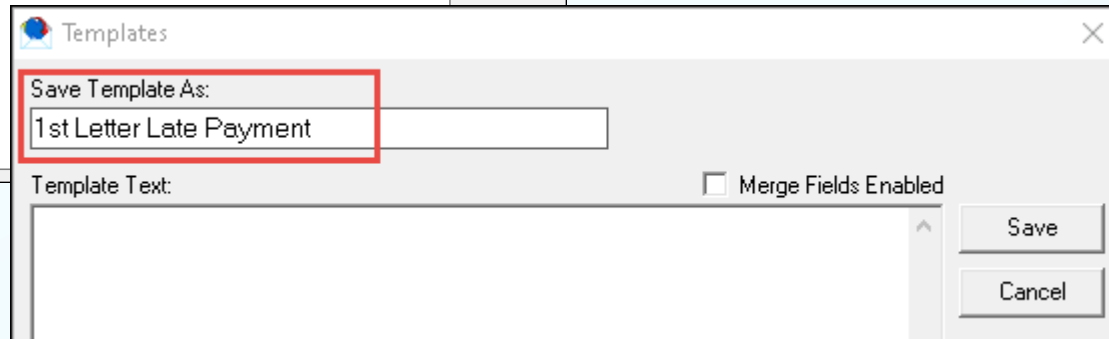 Templates
Save Template As:
1st Letter Late Payment
Template Text:
Merge Fields Enabled
Save
Cancel